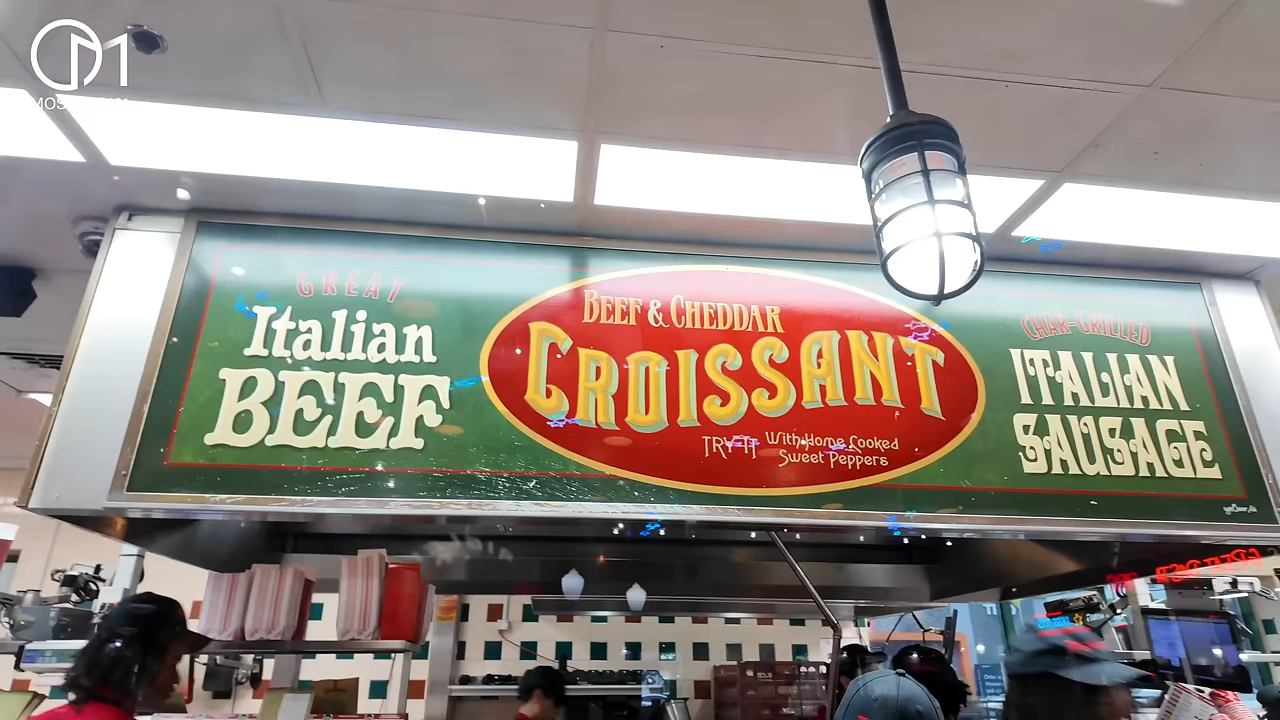 GREAT
Italian
BEEF
BEEF & CHEDDAR
CROISSANT
TRY-IT With Home Cooked
Sweet Peppers
CHAR-GRILLED
ITALIAN
SAUSAGE